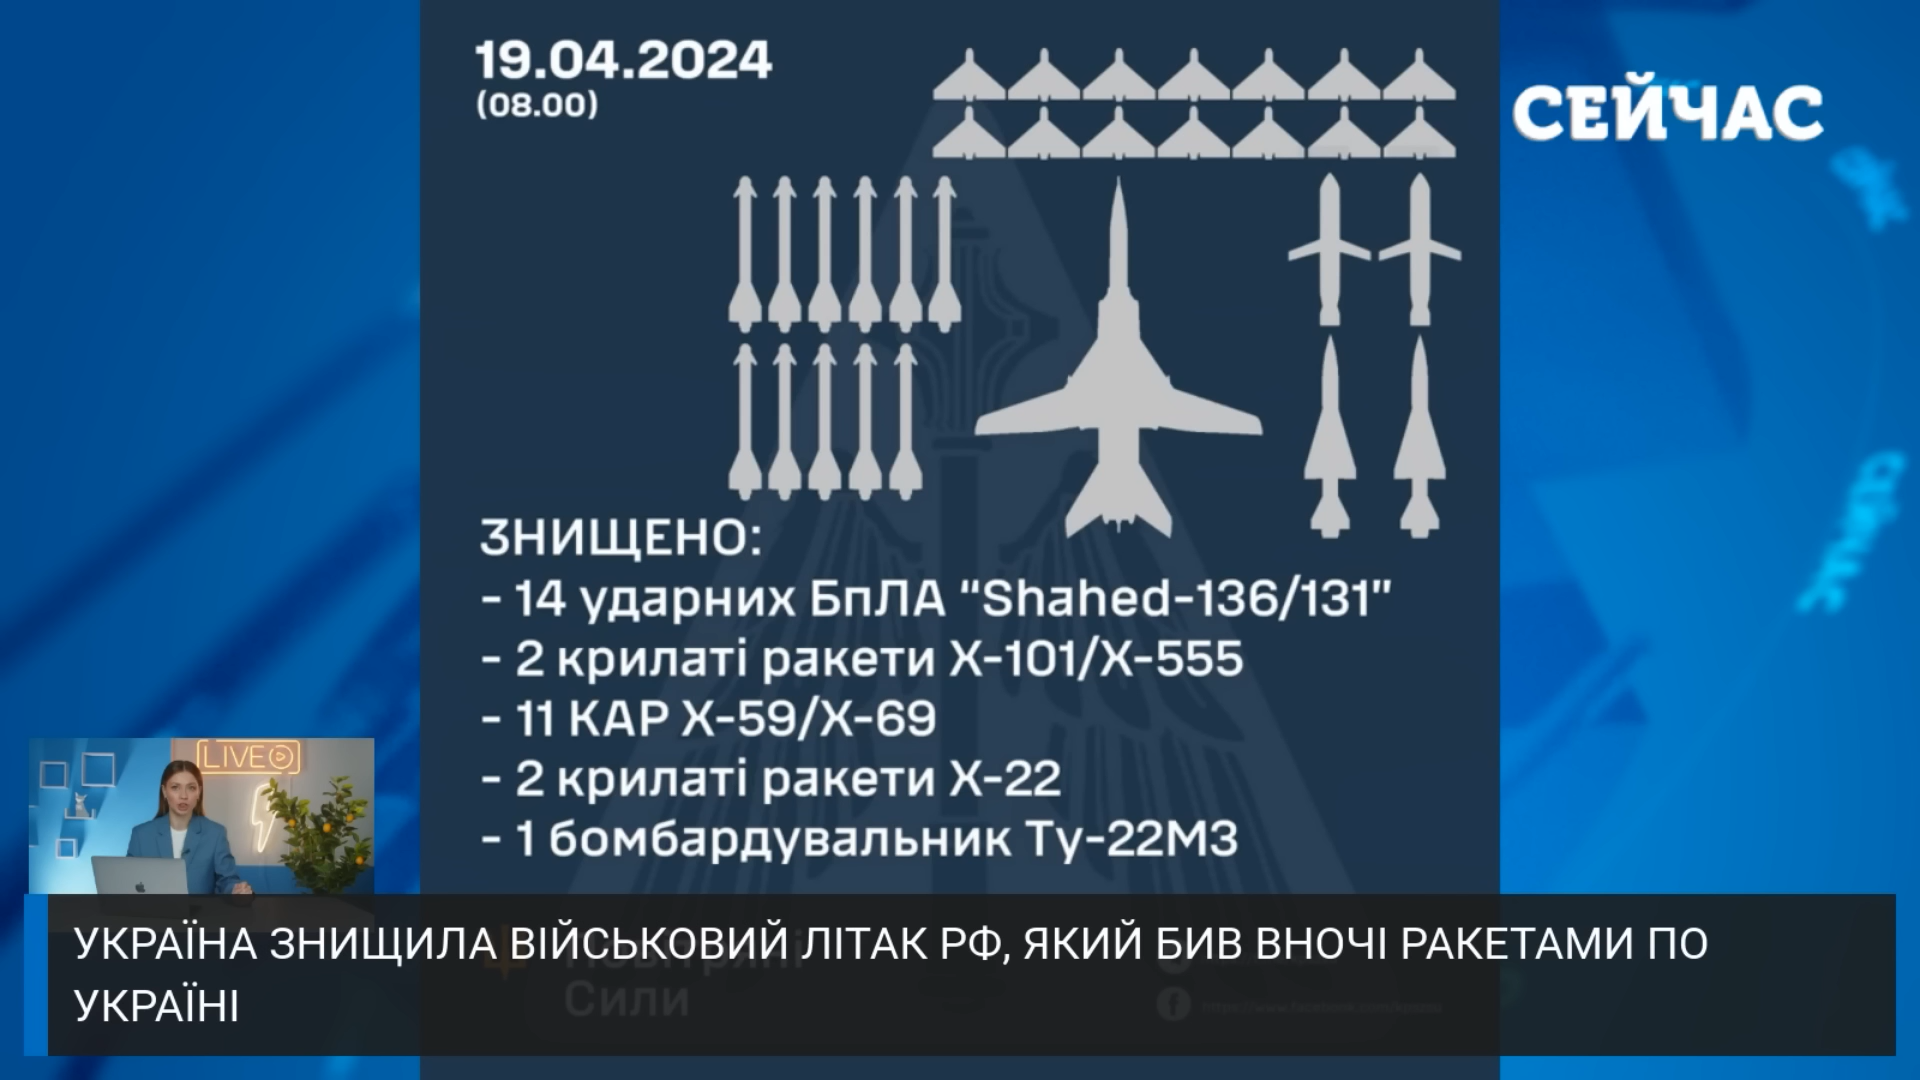 19.04.2024
(08.00)
СЕЙЧАС
ЗНИЩЕНО:
- 14 ударних БпЛА “Shahed-136/131”
- 2 крилаті ракети Х-101/Х-555
- 11 КАР Х-59/Х-69
- 2 крилаті ракети Х-22
- 1 бомбардувальник Ту-22М3
LIVE
УКРАЇНА ЗНИЩИЛА ВІЙСЬКОВИЙ ЛІТАК РФ, ЯКИЙ БИВ ВНОЧІ РАКЕТАМИ ПО
УКРАЇНІ
Повітряні
Сили